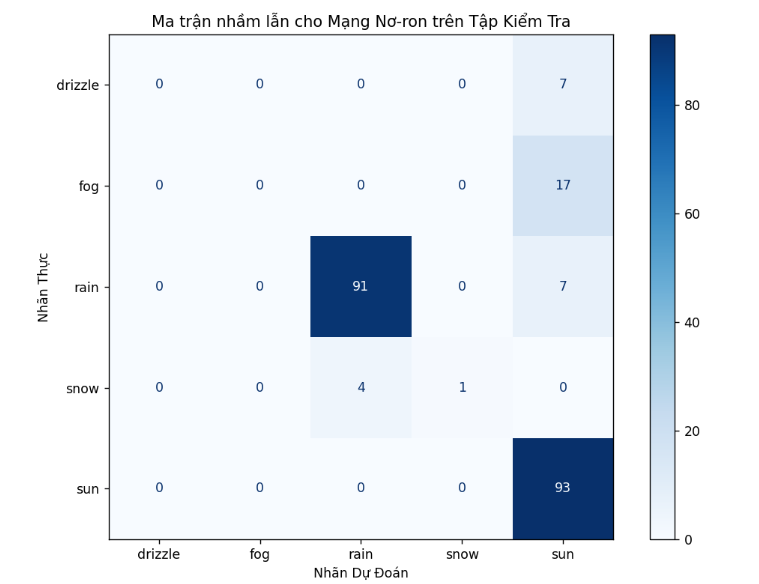 Ma trận nhầm lẫn cho Mạng Nơ-ron trên Tập Kiểm Tra
drizzle 0 0 0 0 7
fog 0 0 0 0 17
rain 0 0 91 0 7
snow 0 0 4 1 0
sun 0 0 0 0 93
drizzle fog rain snow sun
Nhãn Dự Đoán
Nhãn Thực
80
60
40
20
0